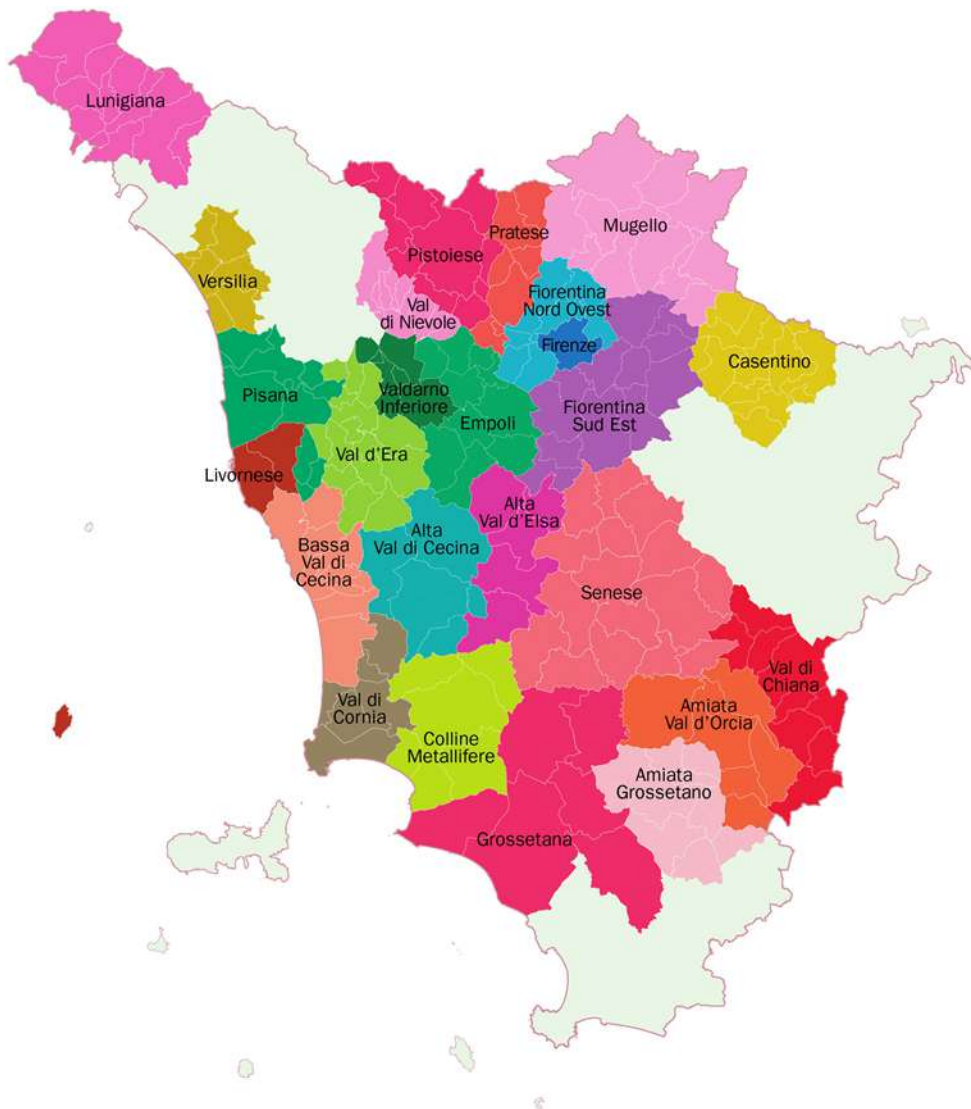 Lunigiana
Mugello
Pratese
Pistoiese
Versilia
Fiorentina
Nord Ovest
Val
di Nievole
Firenze
Casentino
Pisana
Valdarno
Inferiore
Empoli
Fiorentina
Sud Est
Val d'Era
Livornese
Alta
Val d'Elsa
Alta
Val di Cecina
Bassa
Val di
Cecina
Senese
Val di
Chiana
Val di
Cornia
Amiata
Val d'Orcia
Colline
Metallifere
Amiata
Grossetano
Grossetana